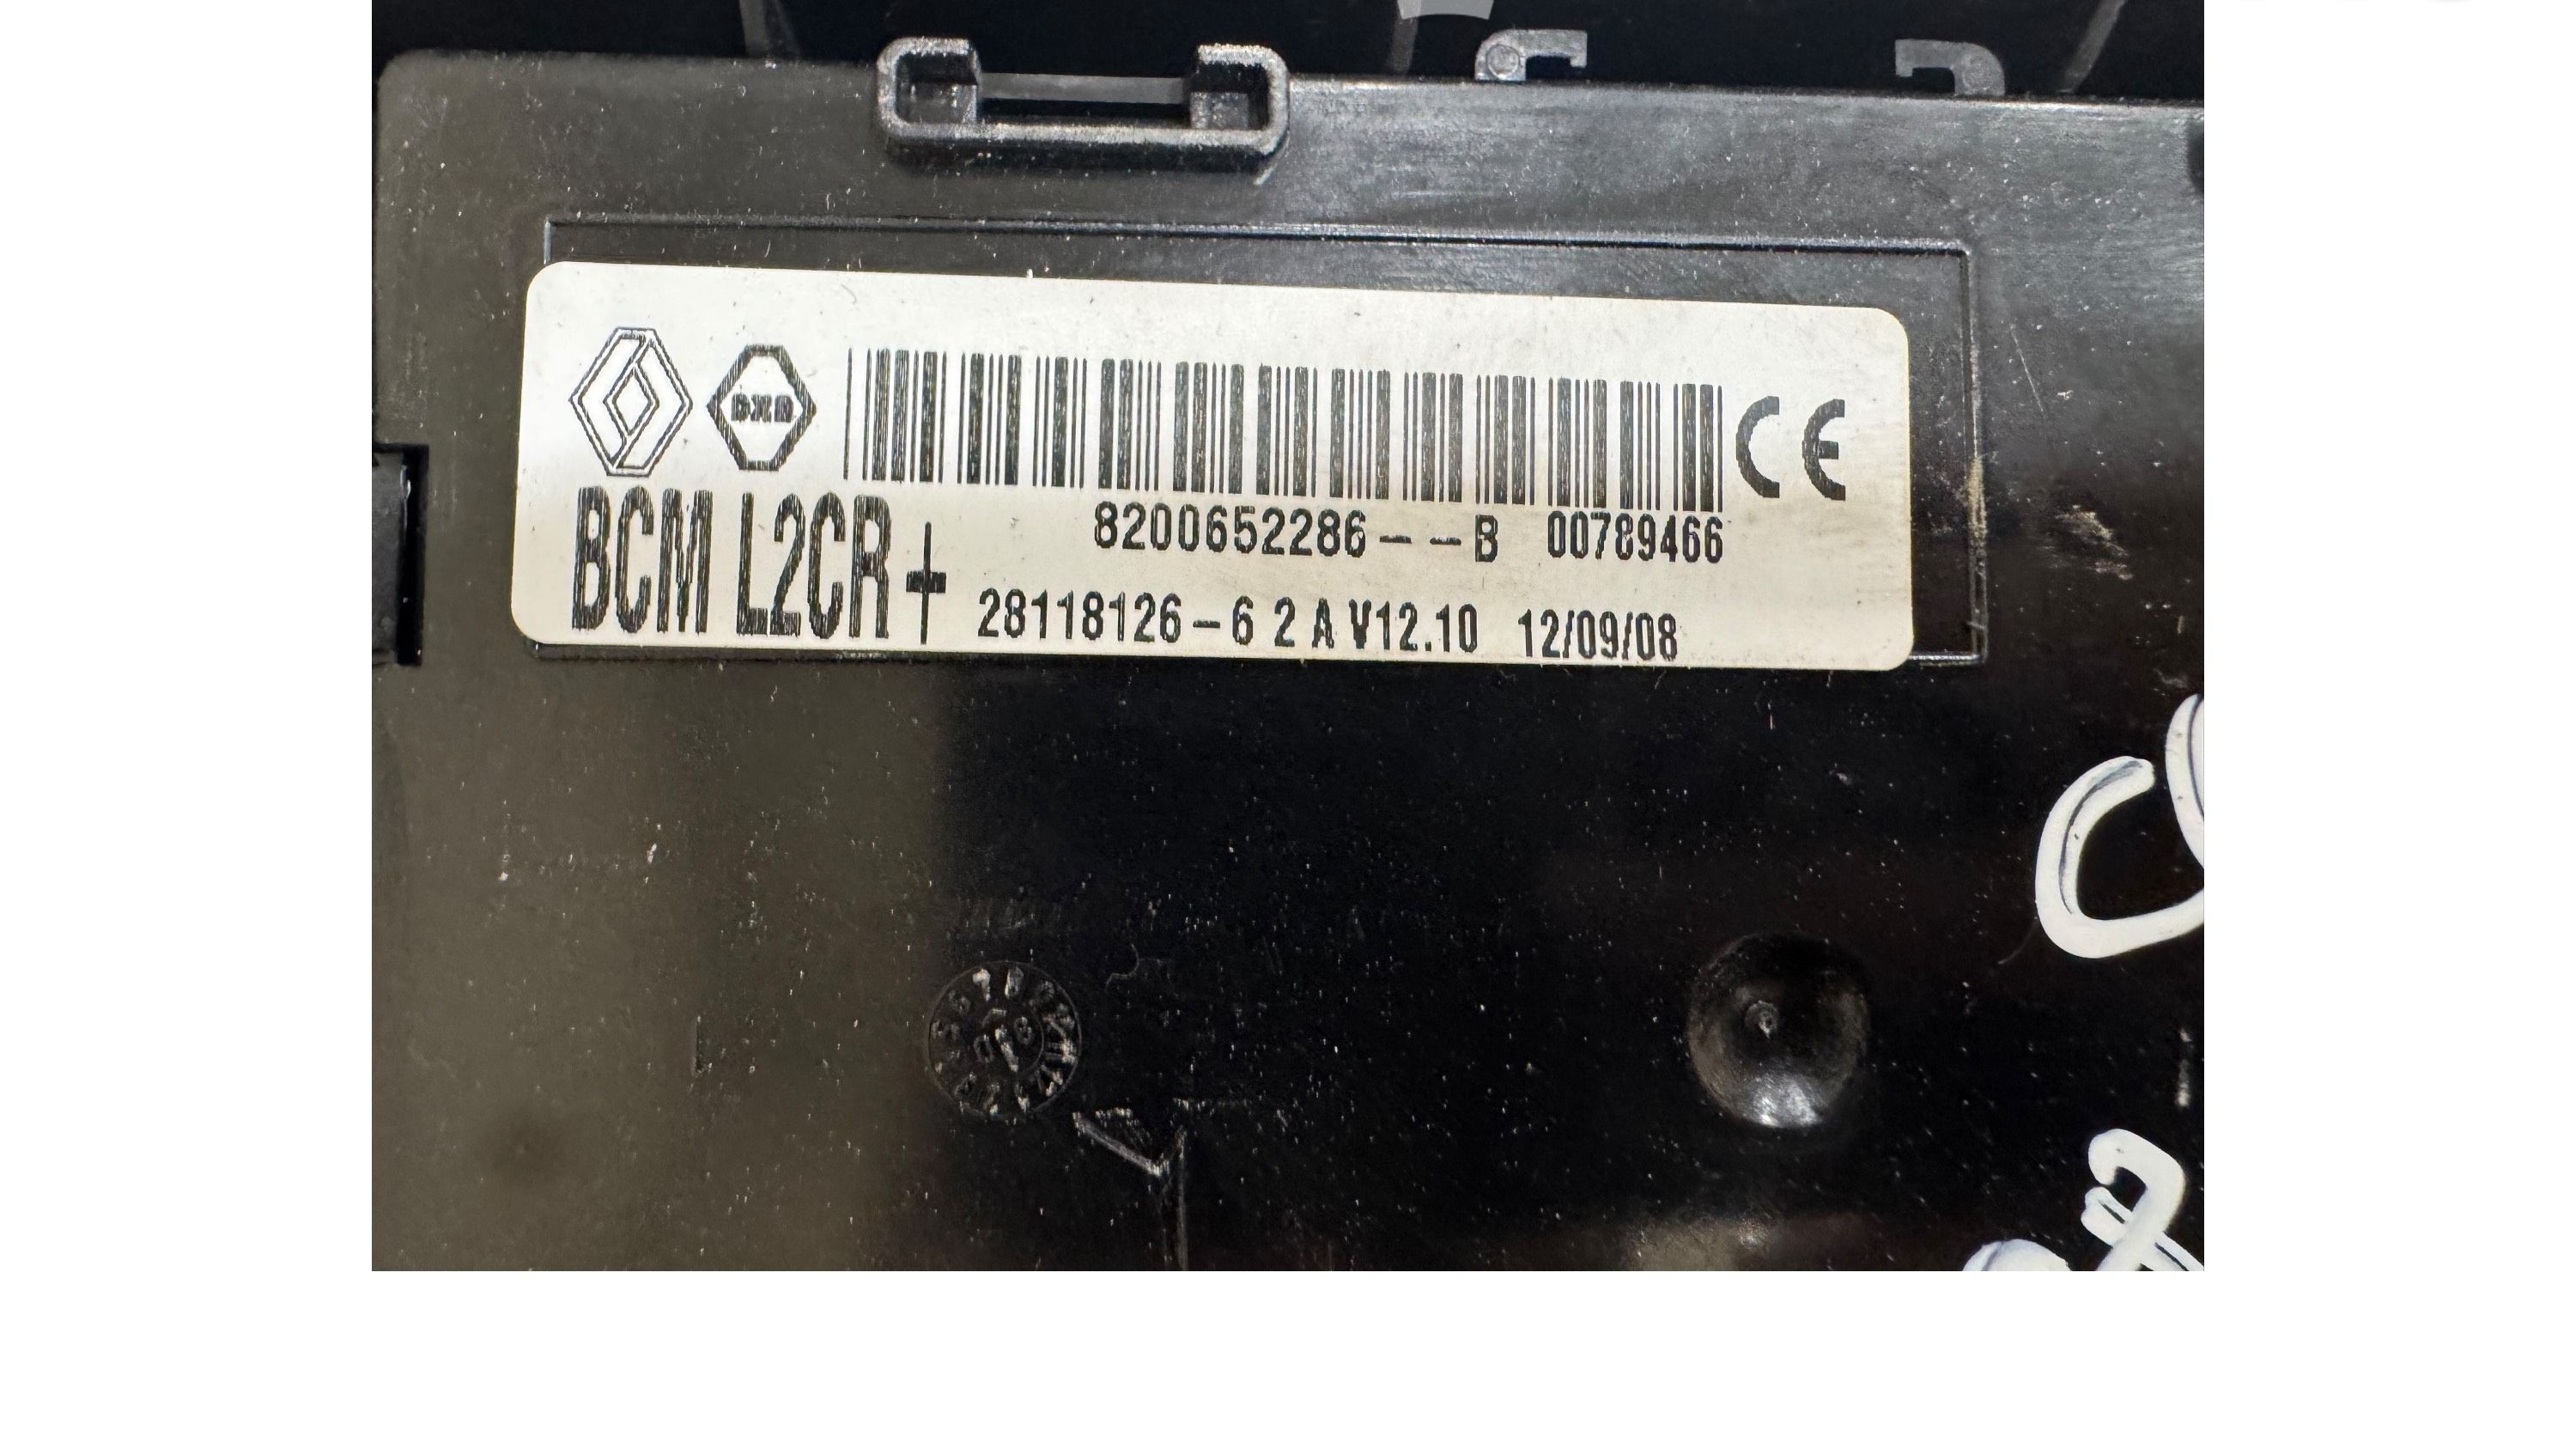 8200652286--B 00789466
BCM L2CR+
28118126-6 2 A V12.10 12/09/08
CE